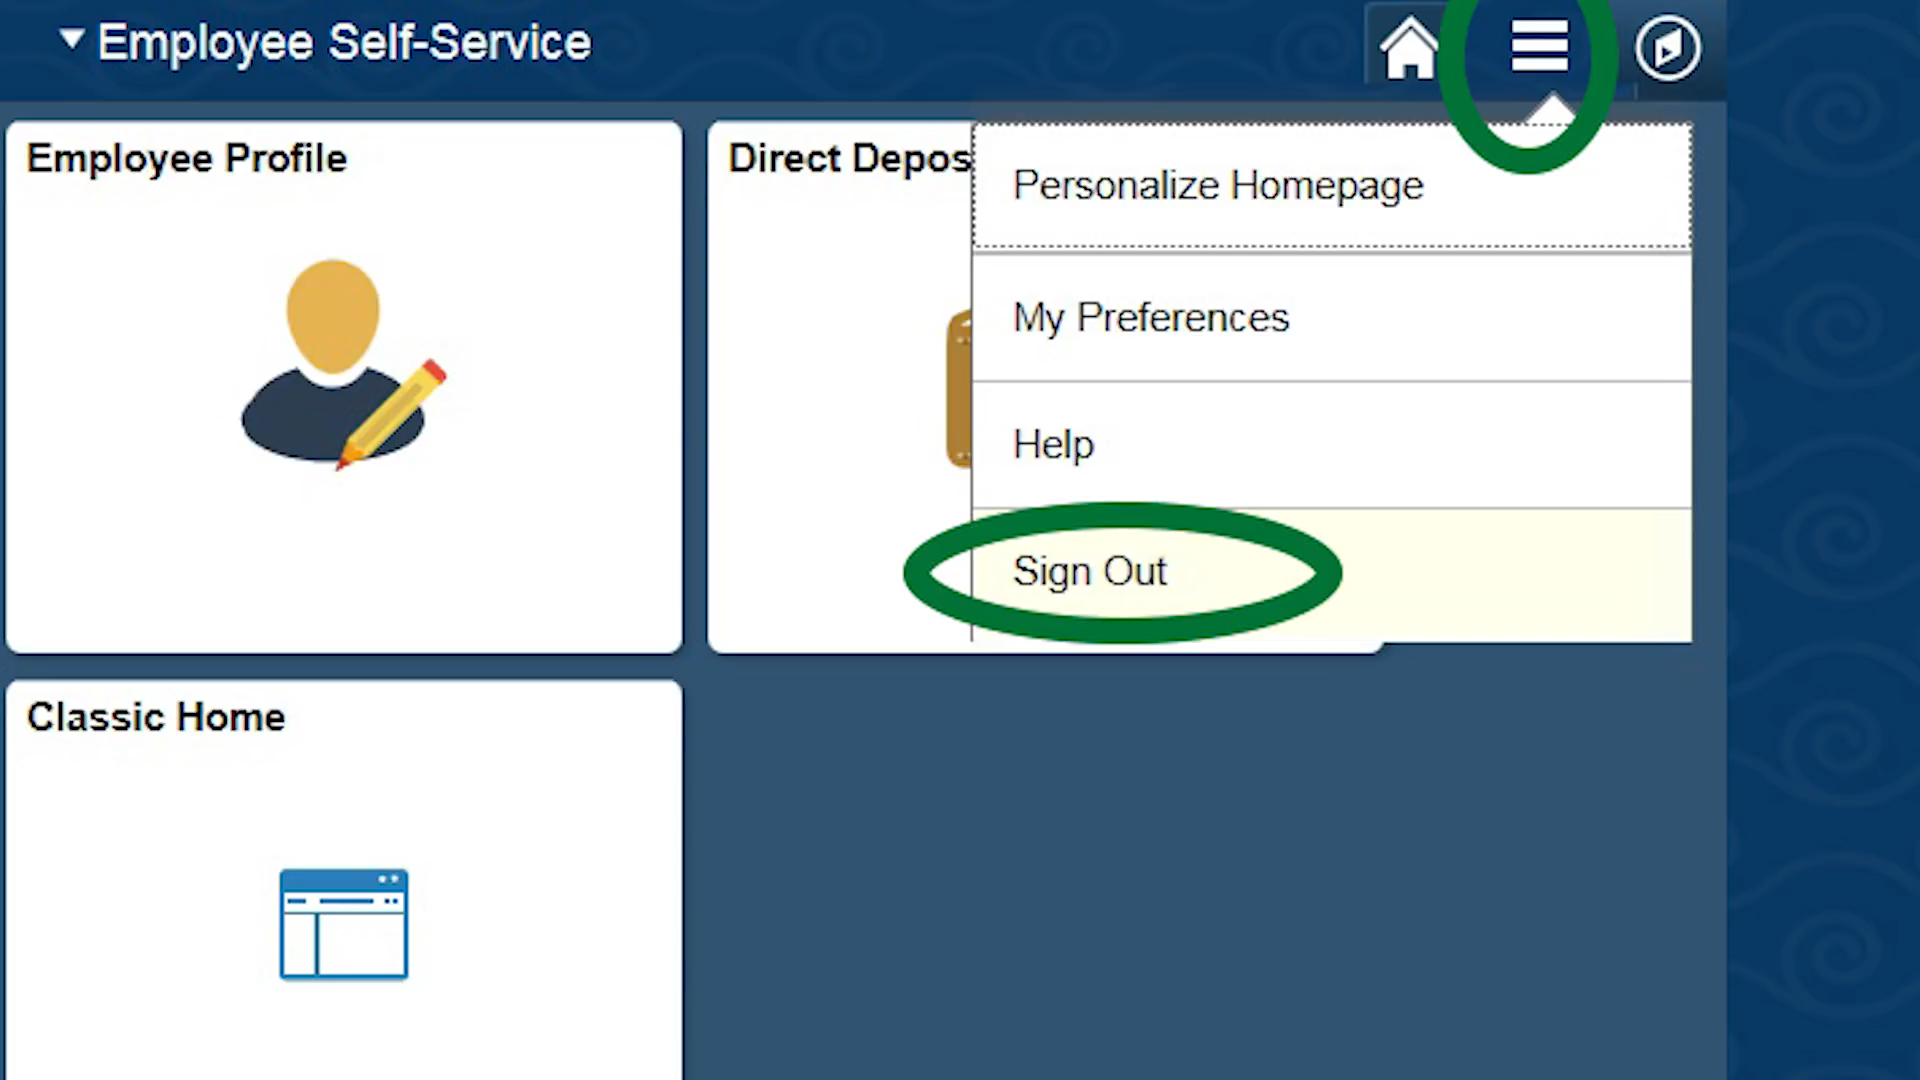 Employee Self-Service
Employee Profile
Direct Depos
Personalize Homepage
My Preferences
Help
Sign Out
Classic Home